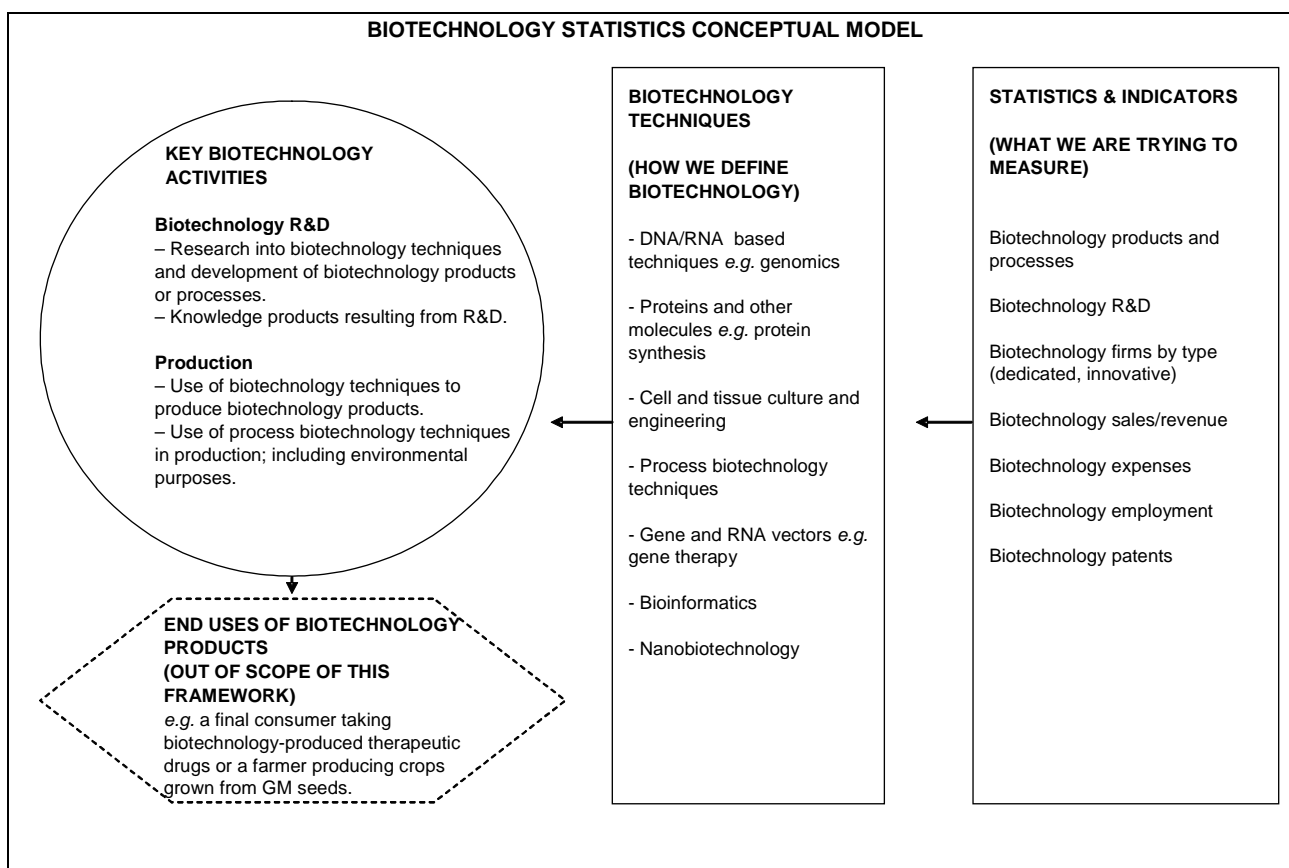 BIOTECHNOLOGY STATISTICS CONCEPTUAL MODEL
KEY BIOTECHNOLOGY
ACTIVITIES
Biotechnology R&D
– Research into biotechnology techniques
and development of biotechnology products
or processes.
– Knowledge products resulting from R&D.
Production
– Use of biotechnology techniques to
produce biotechnology products.
– Use of process biotechnology techniques
in production; including environmental
purposes.
END USES OF BIOTECHNOLOGY
PRODUCTS
(OUT OF SCOPE OF THIS
FRAMEWORK)
e.g. a final consumer taking
biotechnology-produced therapeutic
drugs or a farmer producing crops
grown from GM seeds.
BIOTECHNOLOGY
TECHNIQUES
(HOW WE DEFINE
BIOTECHNOLOGY)
- DNA/RNA based
techniques e.g. genomics
- Proteins and other
molecules e.g. protein
synthesis
- Cell and tissue culture and
engineering
- Process biotechnology
techniques
- Gene and RNA vectors e.g.
gene therapy
- Bioinformatics
- Nanobiotechnology
STATISTICS & INDICATORS
(WHAT WE ARE TRYING TO
MEASURE)
Biotechnology products and
processes
Biotechnology R&D
Biotechnology firms by type
(dedicated, innovative)
Biotechnology sales/revenue
Biotechnology expenses
Biotechnology employment
Biotechnology patents